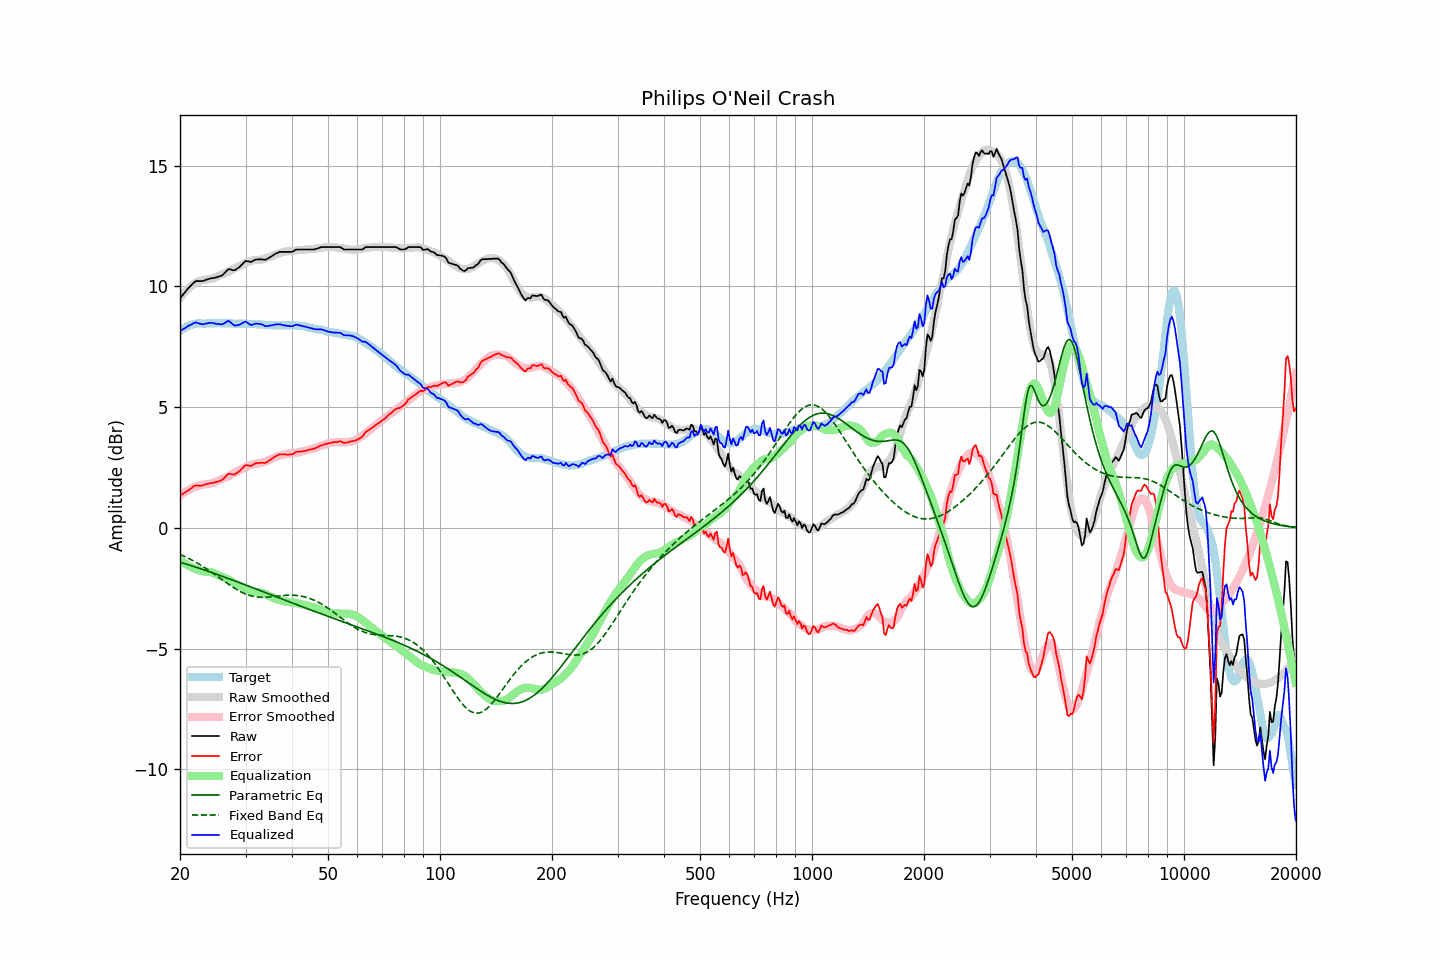 Philips O'Neil Crash
Amplitude (dBr)
15
10
5
0
−5
−10
Target
Raw Smoothed
Error Smoothed
Raw
Error
Equalization
Parametric Eq
Fixed Band Eq
Equalized
20 50 100 200 500 1000 2000 5000 10000 20000
Frequency (Hz)